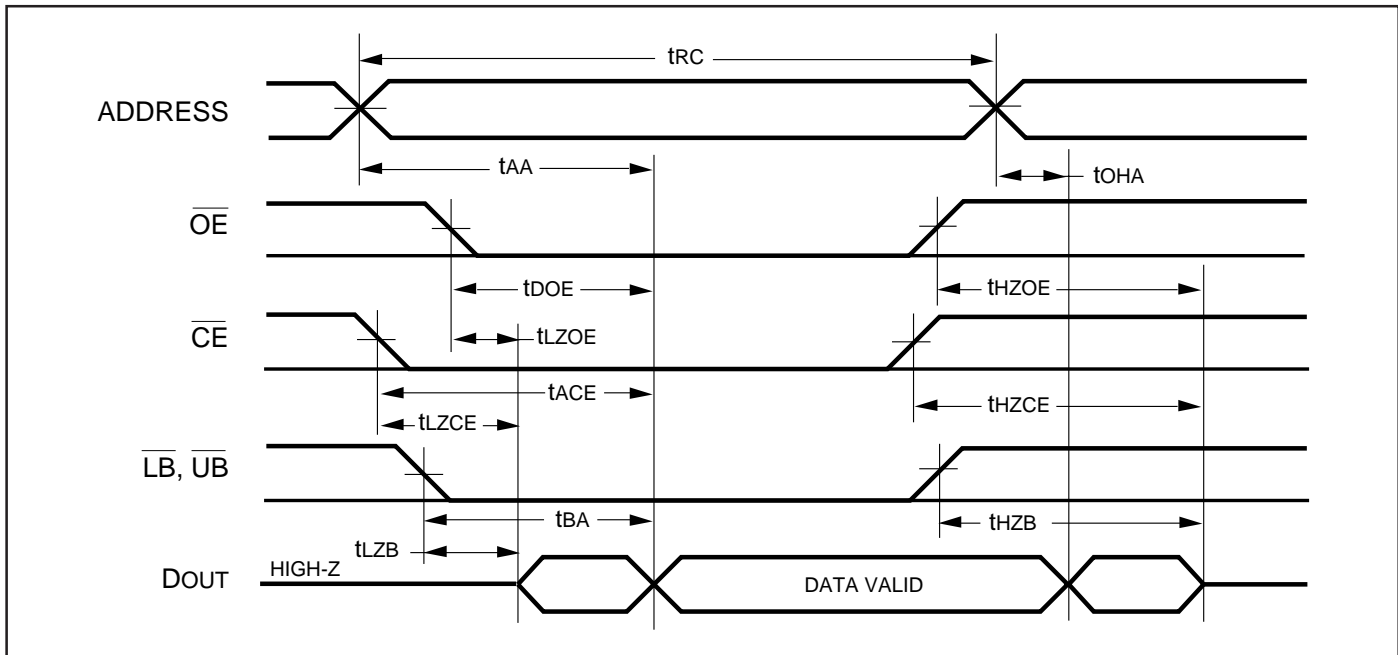 tRC
ADDRESS
tAA
tOHA
OE
tDOE
tHZOE
CE
tLZOE
tACE
tLZCE
tHZCE
LB, UB
tBA
tHZB
tLZB
DOUT
HIGH-Z
DATA VALID